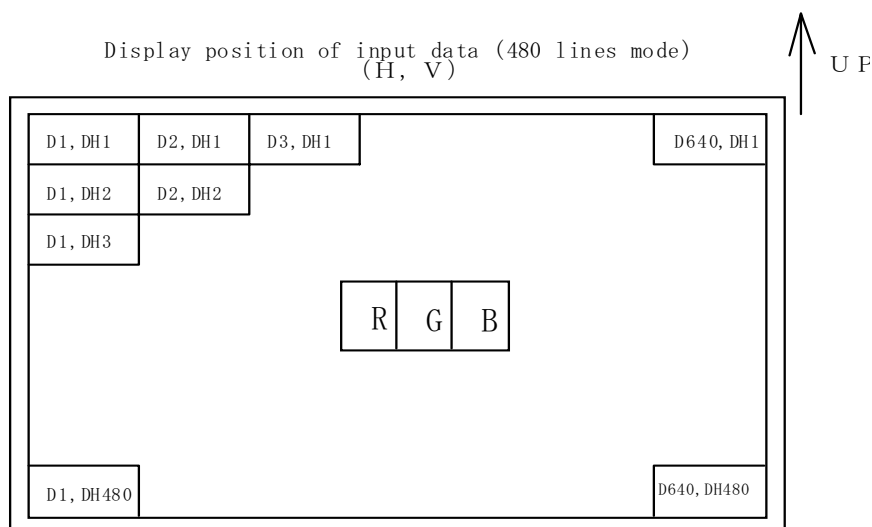 Display position of input data (480 lines mode)
(H, V)
UP
D1,DH1 D2,DH1 D3,DH1 D640,DH1
D1,DH2 D2,DH2
D1,DH3
R G B
D1,DH480 D640,DH480